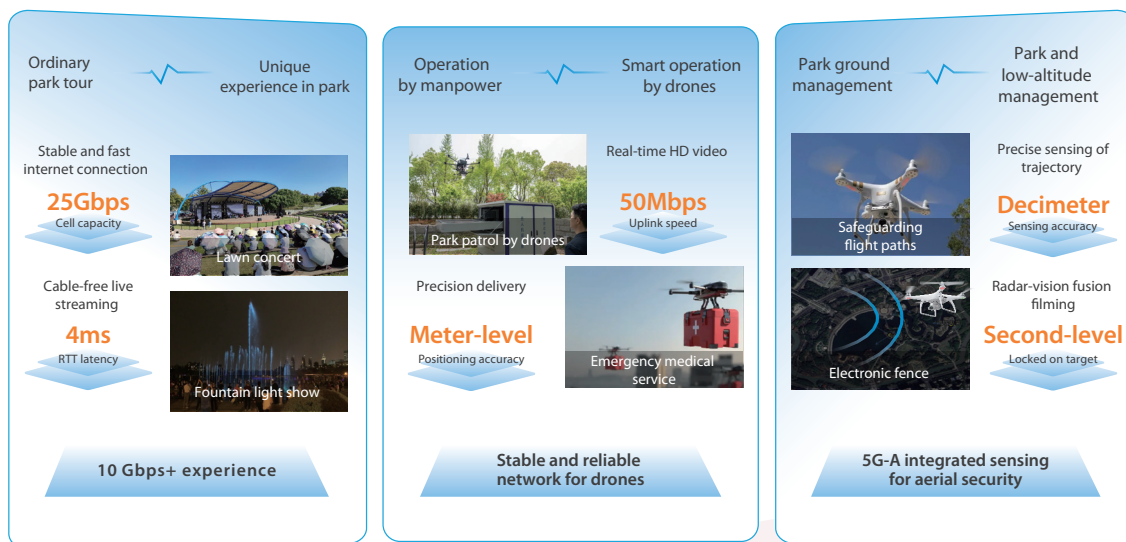 Ordinary
park tour
Unique
experience in park
Stable and fast
internet connection
25Gbps
Cell capacity
Lawn concert
Cable-free live
streaming
4ms
RTT latency
Fountain light show
10 Gbps+ experience
Operation
by manpower
Smart operation
by drones
Park patrol by drones
Real-time HD video
50Mbps
Uplink speed
Precision delivery
Meter-level
Positioning accuracy
Emergency medical
service
Stable and reliable
network for drones
Park ground
management
Park and
low-altitude
management
Safeguarding
flight paths
Precise sensing of
trajectory
Decimeter
Sensing accuracy
Electronic fence
Radar-vision fusion
filming
Second-level
Locked on target
5G-A integrated sensing
for aerial security